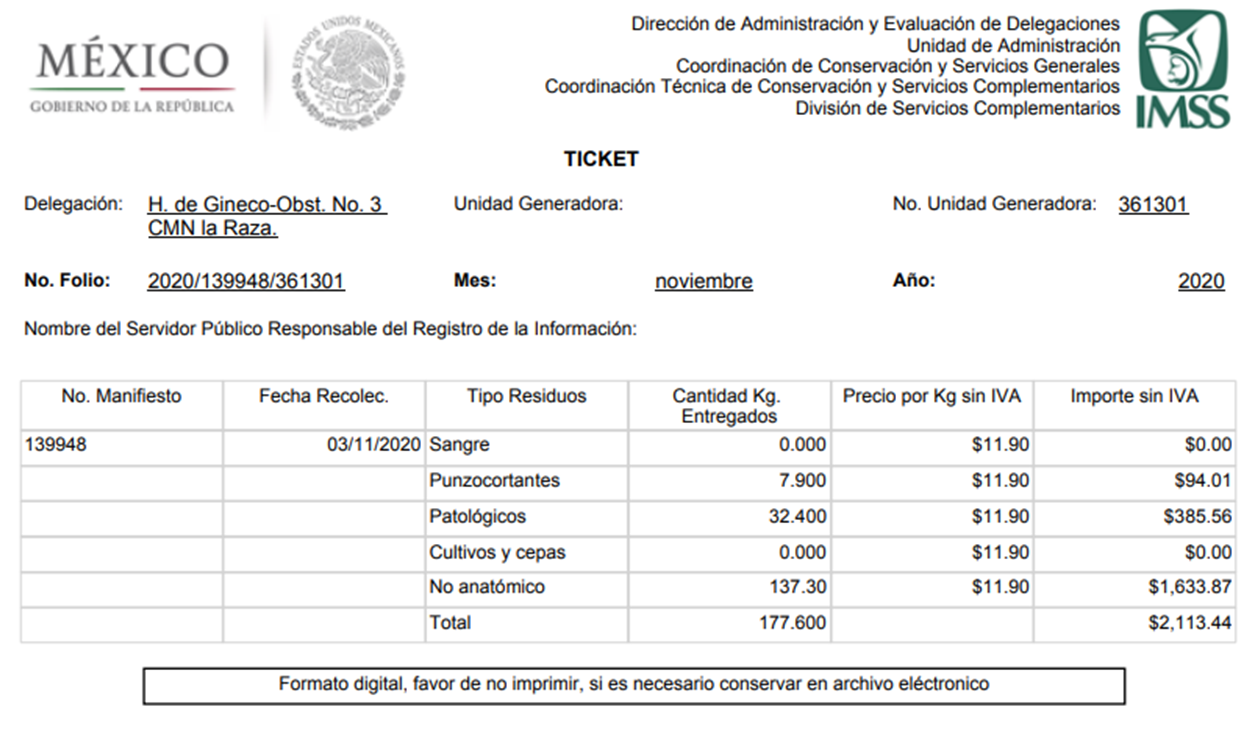 MÉXICO
GOBIERNO DE LA REPÚBLICA
ESTADOS UNIDOS MEXICANOS
Dirección de Administración y Evaluación de Delegaciones
Unidad de Administración
Coordinación de Conservación y Servicios Generales
Coordinación Técnica de Conservación y Servicios Complementarios
División de Servicios Complementarios
IMSS
TICKET
Delegación: H. de Gineco-Obst. No. 3 Unidad Generadora: No. Unidad Generadora: 361301
CMN la Raza.
No. Folio: 2020/139948/361301 Mes: noviembre Año: 2020
Nombre del Servidor Público Responsable del Registro de la Información:
No. Manifiesto Fecha Recolec. Tipo Residuos Cantidad Kg. Precio por Kg sin IVA Importe sin IVA
Entregados
139948 03/11/2020 Sangre 0.000 $11.90 $0.00
Punzocortantes 7.900 $11.90 $94.01
Patológicos 32.400 $11.90 $385.56
Cultivos y cepas 0.000 $11.90 $0.00
No anatómico 137.30 $11.90 $1,633.87
Total 177.600 $2,113.44
Formato digital, favor de no imprimir, si es necesario conservar en archivo eléctronico